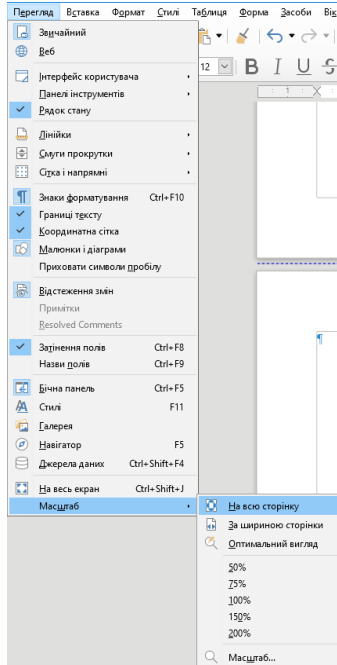 Перегляд Вставка Формат Стилі Таблиця Форма Засоби Вік
Звичайний
Веб
Інтерфейс користувача
Панелі інструментів
Рядок стану
Лінійки
Смуги прокрутки
Сітка і напрямні
Знаки форматування Ctrl+F10
Границі тексту
Координатна сітка
Малюнки і діаграми
Приховати символи пробілу
Відстеження змін
Примітки
Resolved Comments
Затінення полів Ctrl+F8
Назви полів Ctrl+F9
Бічна панель Ctrl+F5
Стилі F11
Галерея
Навігатор F5
Джерела даних Ctrl+Shift+F4
На весь екран Ctrl+Shift+J
Масштаб
На всю сторінку
За шириною сторінки
Оптимальний вигляд
50%
75%
100%
150%
200%
Масштаб...
12 B I U S
1
¶